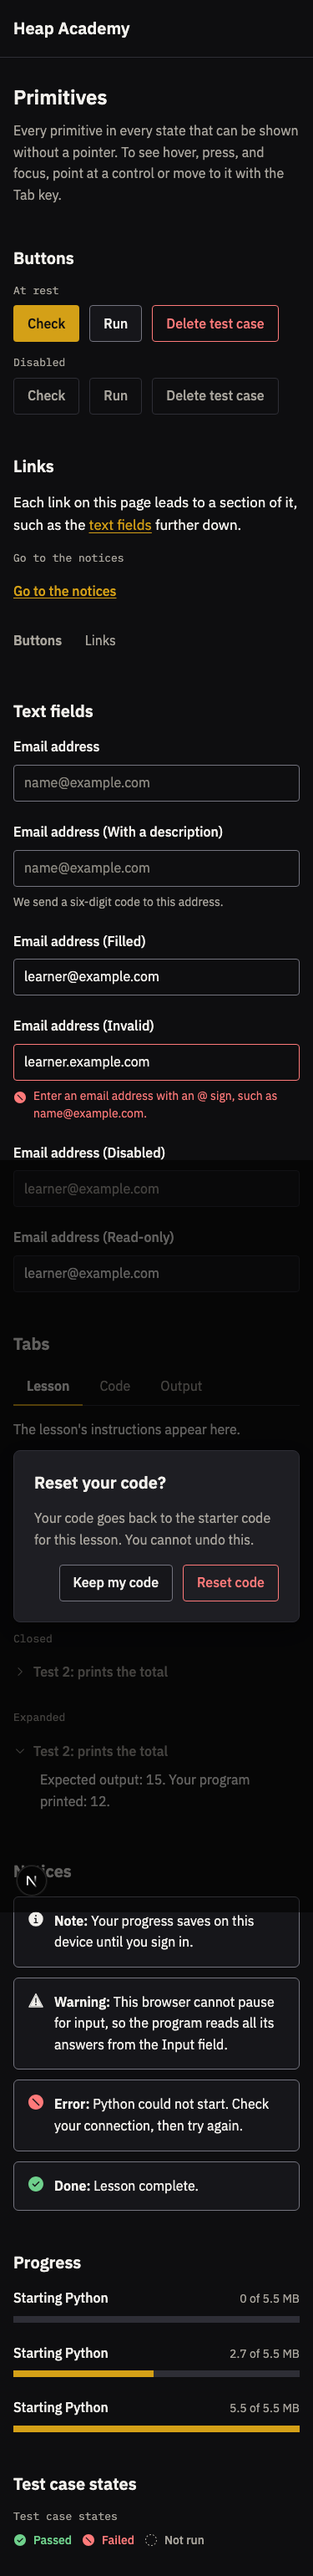 Heap Academy
Primitives
Every primitive in every state that can be shown
without a pointer. To see hover, press, and
focus, point at a control or move to it with the
Tab key.
Buttons
At rest
Check Run Delete test case
Disabled
Check Run Delete test case
Links
Each link on this page leads to a section of it,
such as the text fields further down.
Go to the notices
Go to the notices
Buttons Links
Text fields
Email address
name@example.com
Email address (With a description)
name@example.com
We send a six-digit code to this address.
Email address (Filled)
learner@example.com
Email address (Invalid)
learner.example.com
Enter an email address with an @ sign, such as
name@example.com.
Email address (Disabled)
learner@example.com
Email address (Read-only)
learner@example.com
Tabs
Lesson Code Output
The lesson's instructions appear here.
Reset your code?
Your code goes back to the starter code
for this lesson. You cannot undo this.
Keep my code Reset code
Closed
Test 2: prints the total
Expanded
Test 2: prints the total
Expected output: 15. Your program
printed: 12.
N
Note: Your progress saves on this
device until you sign in.
Warning: This browser cannot pause
for input, so the program reads all its
answers from the Input field.
Error: Python could not start. Check
your connection, then try again.
Done: Lesson complete.
Progress
Starting Python 0 of 5.5 MB
Starting Python 2.7 of 5.5 MB
Starting Python 5.5 of 5.5 MB
Test case states
Test case states
Passed Failed Not run